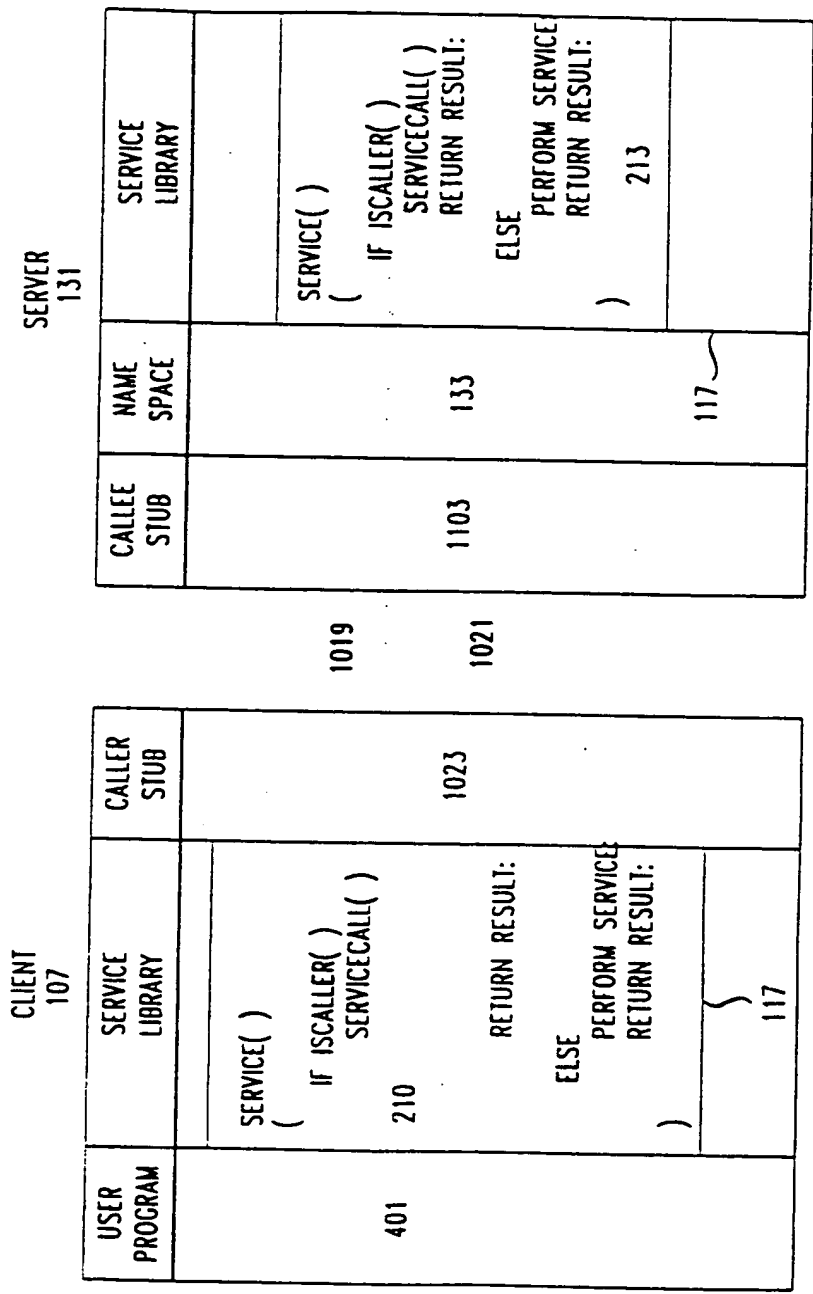 CLIENT
107
USER
PROGRAM
SERVICE
LIBRARY
CALLER
STUB
401
SERVICE( )
(
IF ISCALLER( )
SERVICECALL( )
210
RETURN RESULT:
ELSE
PERFORM SERVICE:
RETURN RESULT:
)
117
1023
1019
1021
SERVER
131
CALLEE
STUB
NAME
SPACE
SERVICE
LIBRARY
1103
133
SERVICE( )
(
IF ISCALLER( )
SERVICECALL( )
RETURN RESULT:
ELSE
PERFORM SERVICE
RETURN RESULT:
213
)
117